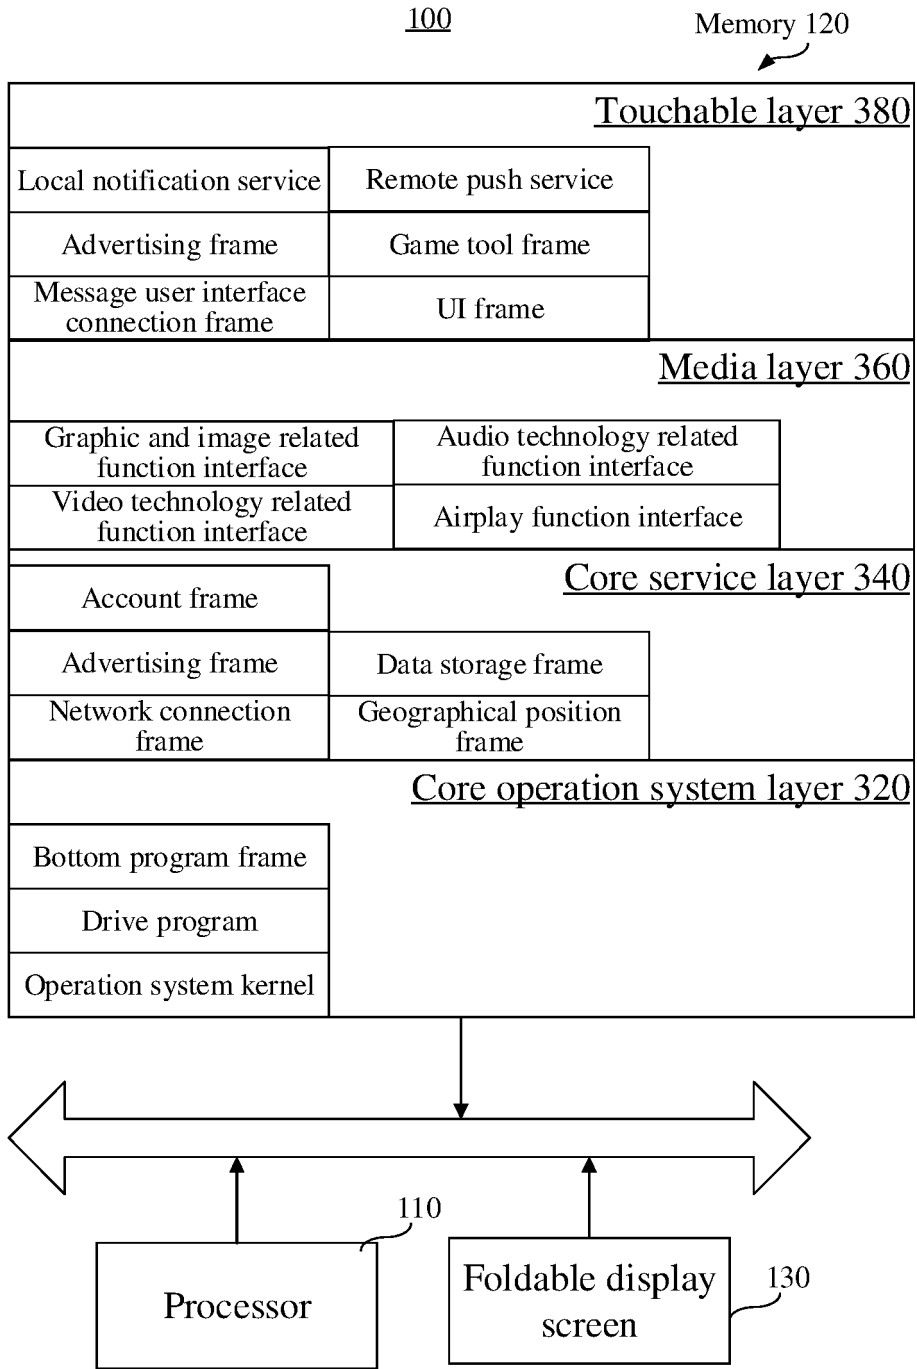 100
Memory 120
Touchable layer 380
Local notification service
Remote push service
Advertising frame
Game tool frame
Message user interface
connection frame
UI frame
Media layer 360
Graphic and image related
function interface
Audio technology related
function interface
Video technology related
function interface
Airplay function interface
Core service layer 340
Account frame
Advertising frame
Data storage frame
Network connection
frame
Geographical position
frame
Core operation system layer 320
Bottom program frame
Drive program
Operation system kernel
110
Processor
Foldable display
screen
130